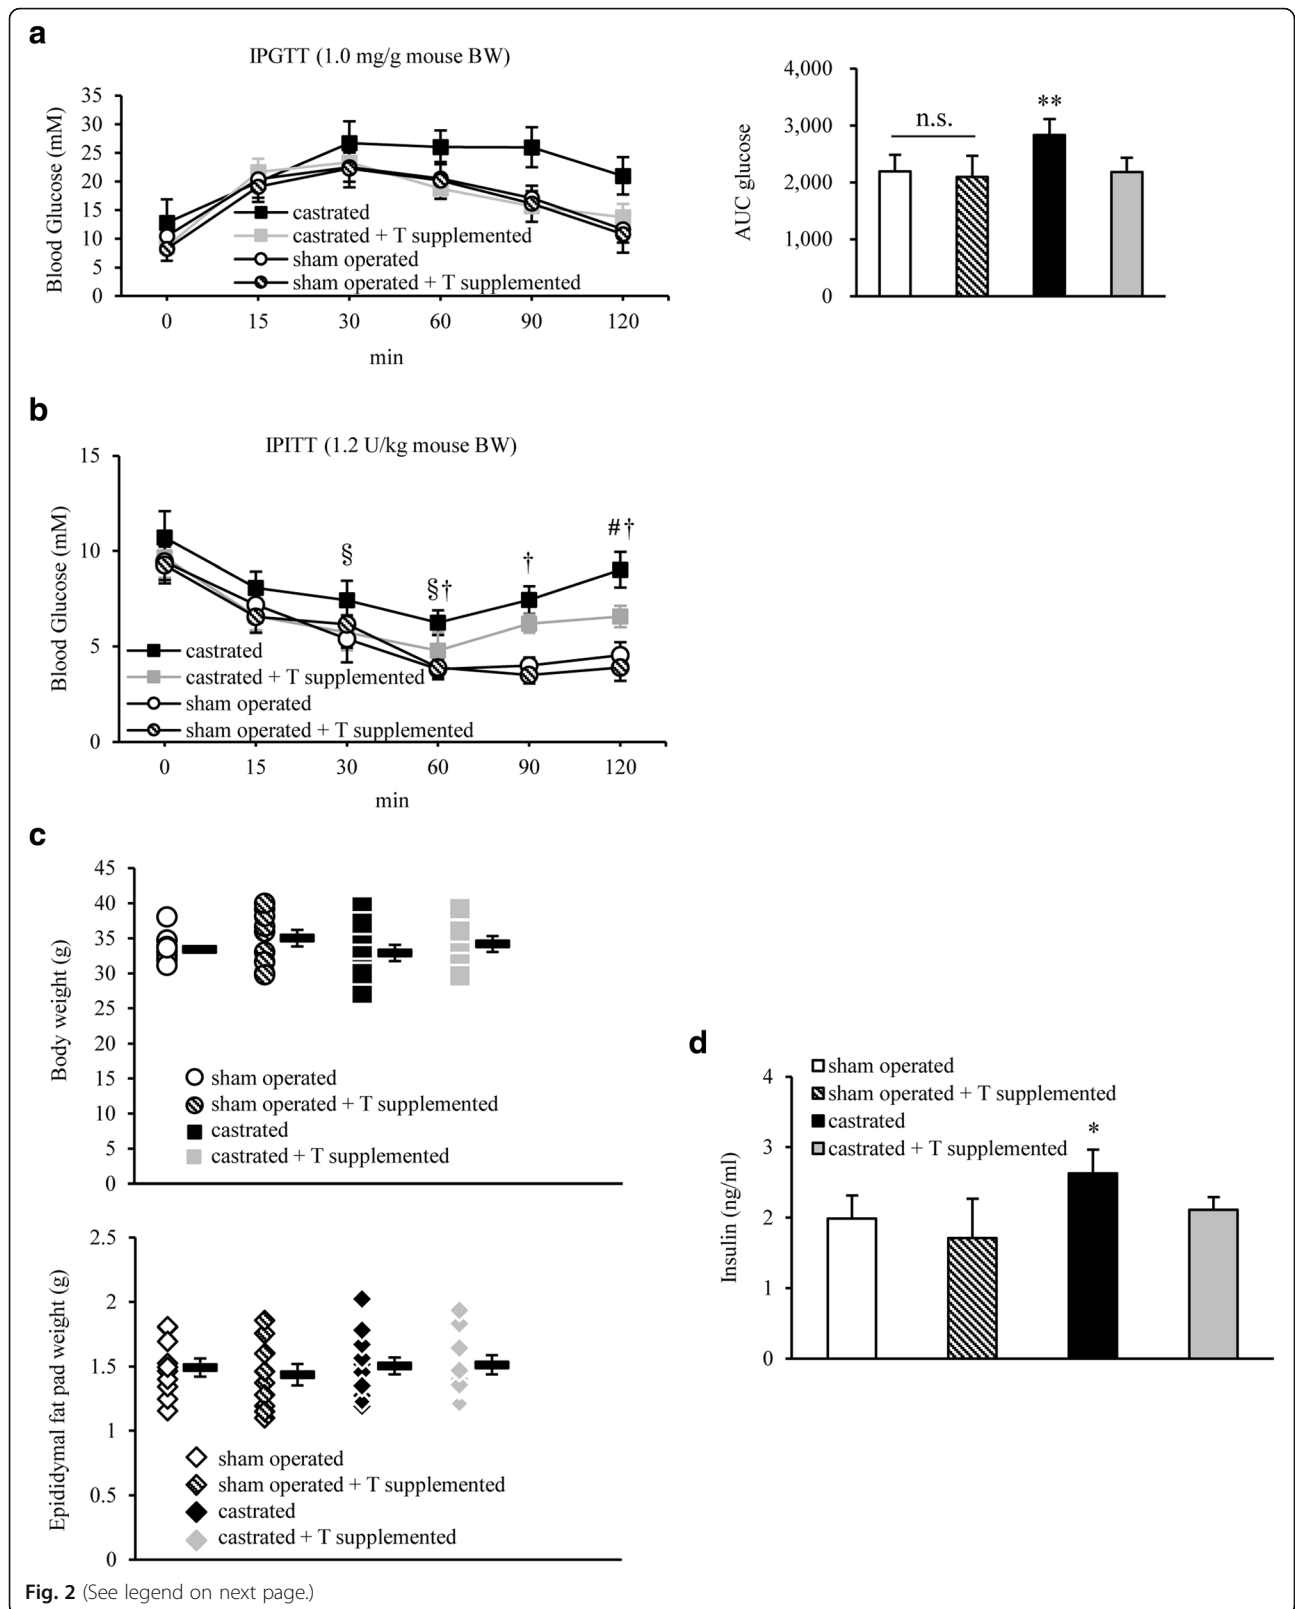 a
IPGTT (1.0 mg/g mouse BW)
Blood Glucose (mM)
35
30
25
20
15
10
5
0
castrated
castrated + T supplemented
sham operated
sham operated + T supplemented
0 15 30 60 90 120
min
AUC glucose
4,000
3,000
2,000
1,000
0
n.s.
**
b
IPITT (1.2 U/kg mouse BW)
Blood Glucose (mM)
15
10
5
0
§
§†
†
#†
castrated
castrated + T supplemented
sham operated
sham operated + T supplemented
0 15 30 60 90 120
min
c
Body weight (g)
45
40
35
30
25
20
15
10
5
0
sham operated
sham operated + T supplemented
castrated
castrated + T supplemented
Epididymal fat pad weight (g)
2.5
2
1.5
1
0.5
0
sham operated
sham operated + T supplemented
castrated
castrated + T supplemented
d
sham operated
sham operated + T supplemented
castrated
castrated + T supplemented
Insulin (ng/ml)
4
3
2
1
0
*
Fig. 2 (See legend on next page.)